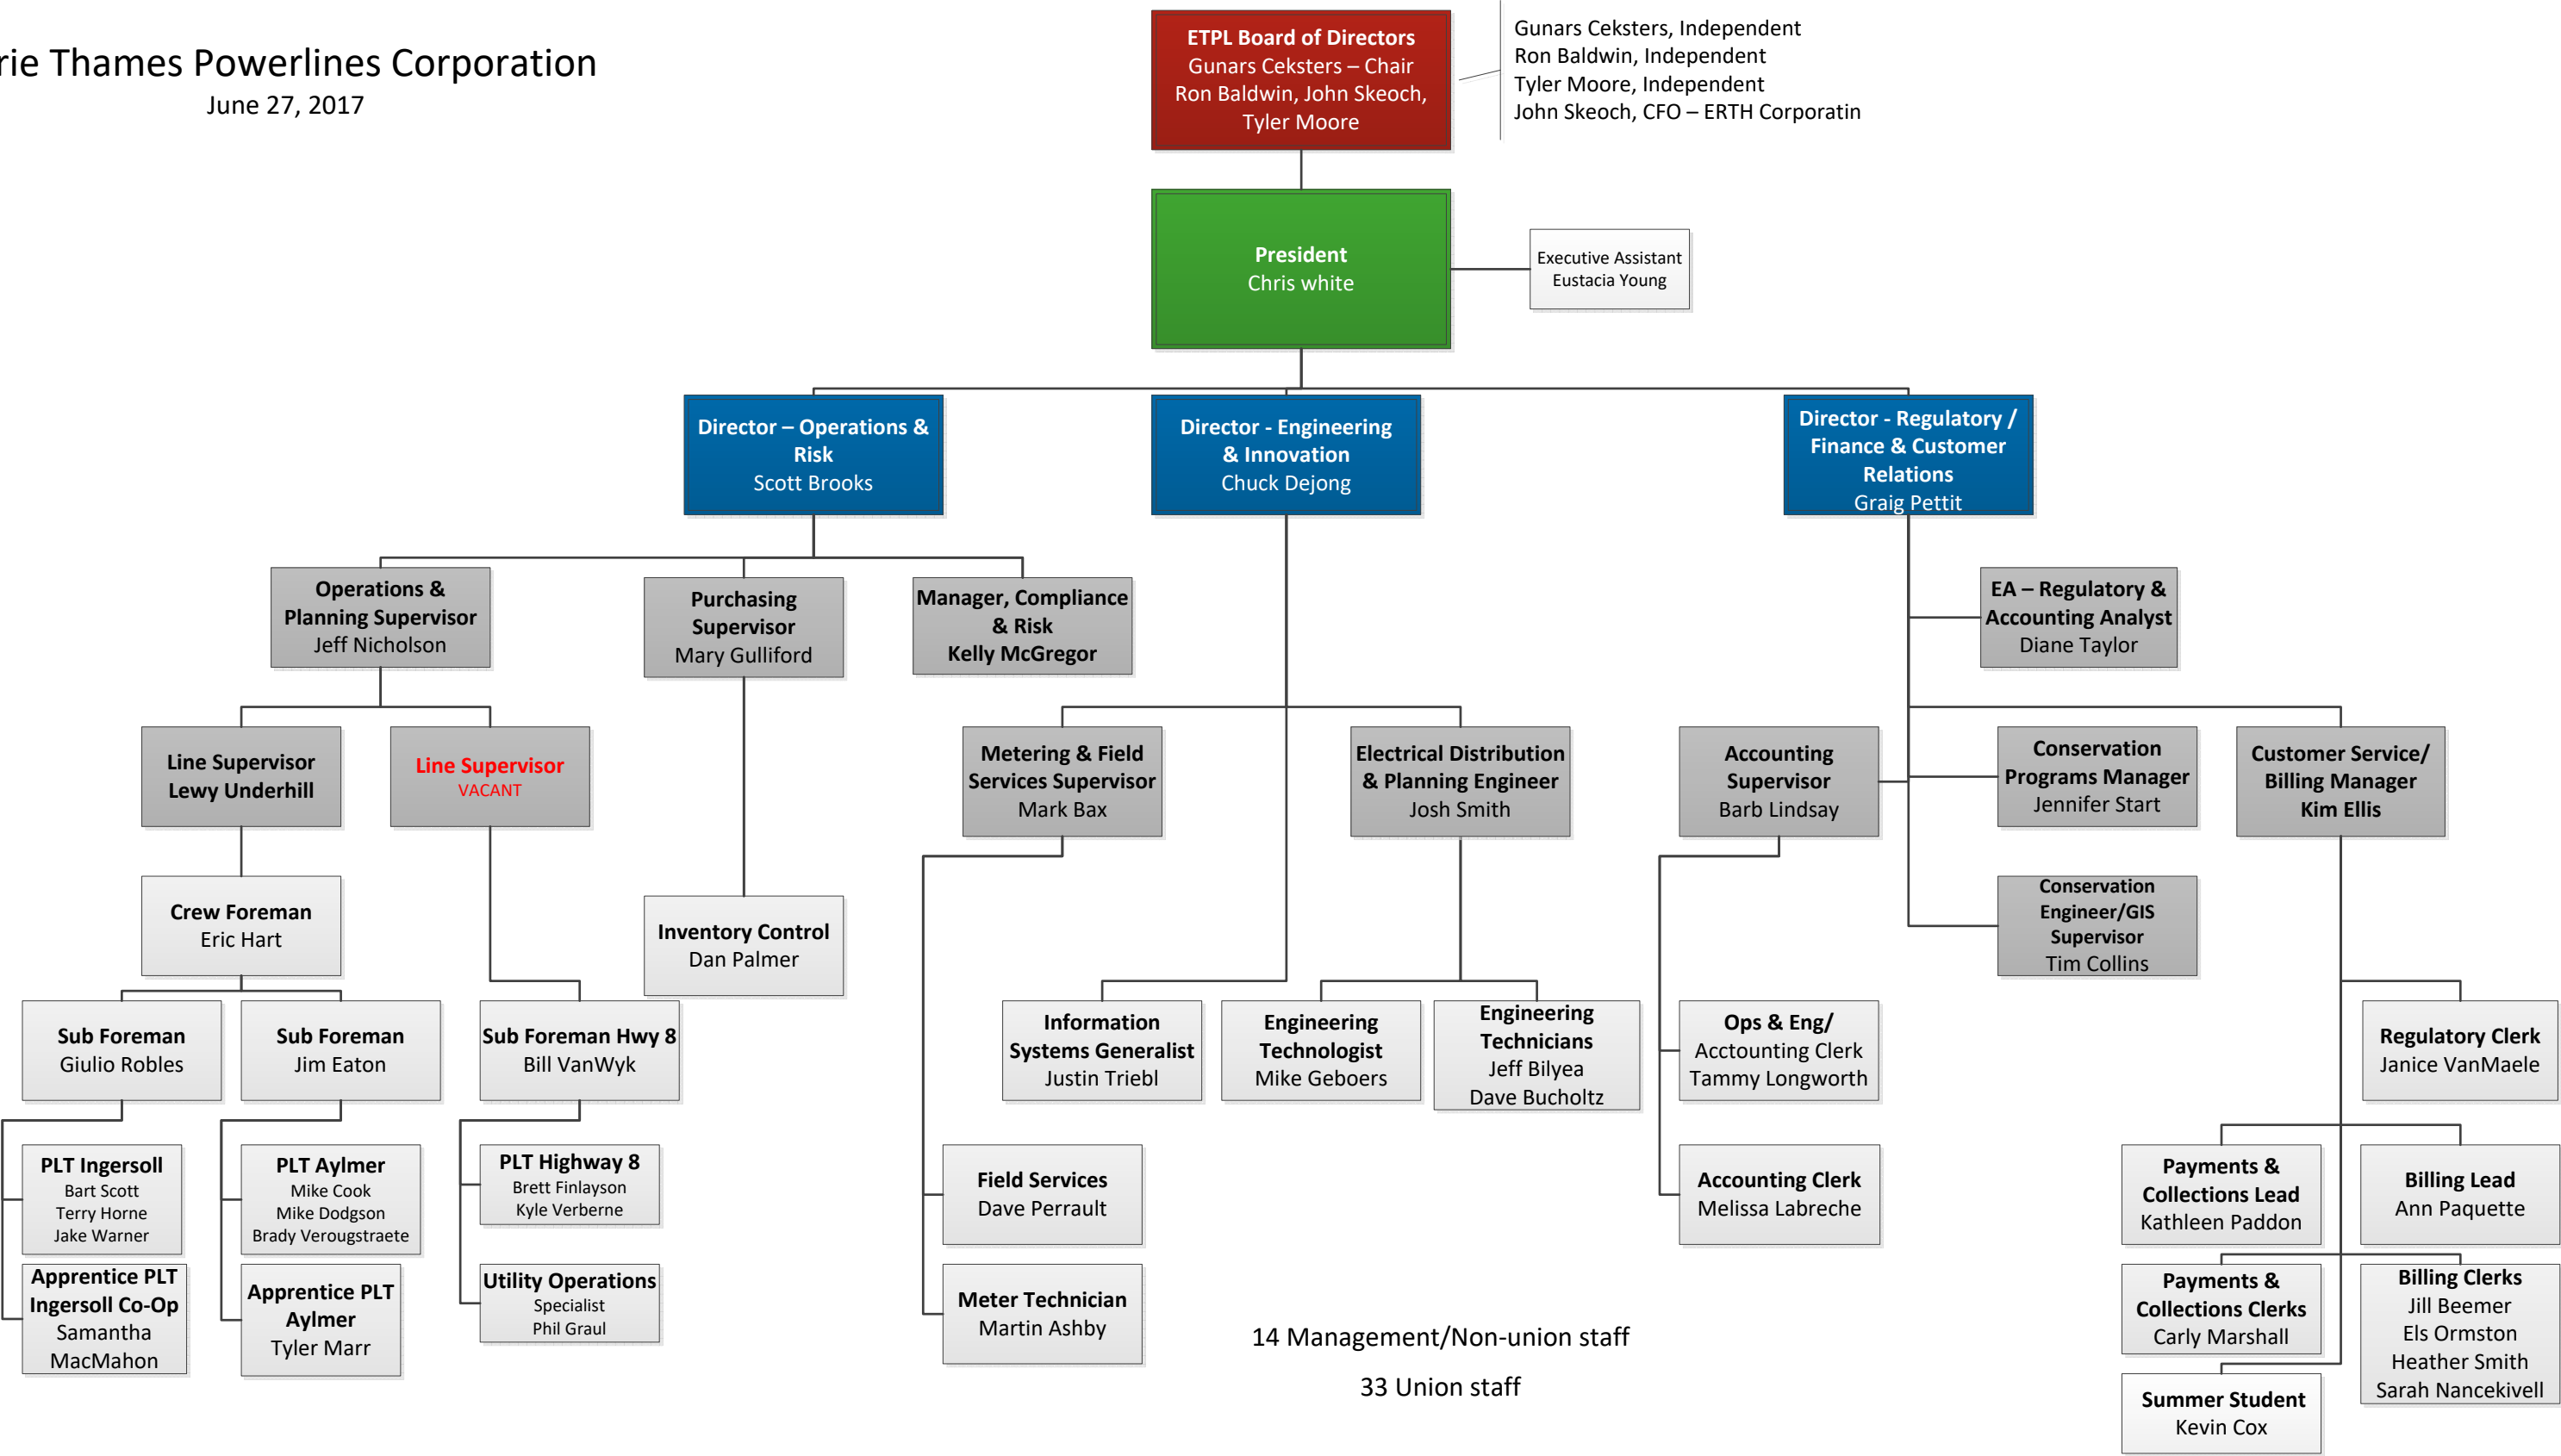 rie Thames Powerlines Corporation
June 27, 2017
ETPL Board of Directors
Gunars Ceksters – Chair
Ron Baldwin, John Skeoch,
Tyler Moore
Gunars Ceksters, Independent
Ron Baldwin, Independent
Tyler Moore, Independent
John Skeoch, CFO – ERTH Corporatin
President
Chris white
Executive Assistant
Eustacia Young
Director – Operations &
Risk
Scott Brooks
Director - Engineering
& Innovation
Chuck Dejong
Director - Regulatory /
Finance & Customer
Relations
Graig Pettit
Operations &
Planning Supervisor
Jeff Nicholson
Purchasing
Supervisor
Mary Gulliford
Manager, Compliance
& Risk
Kelly McGregor
EA – Regulatory &
Accounting Analyst
Diane Taylor
Line Supervisor
Lewy Underhill
Line Supervisor
VACANT
Metering & Field
Services Supervisor
Mark Bax
Electrical Distribution
& Planning Engineer
Josh Smith
Accounting
Supervisor
Barb Lindsay
Conservation
Programs Manager
Jennifer Start
Customer Service/
Billing Manager
Kim Ellis
Crew Foreman
Eric Hart
Inventory Control
Dan Palmer
Conservation
Engineer/GIS
Supervisor
Tim Collins
Sub Foreman
Giulio Robles
Sub Foreman
Jim Eaton
Sub Foreman Hwy 8
Bill VanWyk
Information
Systems Generalist
Justin Triebl
Engineering
Technologist
Mike Geboers
Engineering
Technicians
Jeff Bilyea
Dave Bucholtz
Ops & Eng/
Acctounting Clerk
Tammy Longworth
Regulatory Clerk
Janice VanMaele
PLT Ingersoll
Bart Scott
Terry Horne
Jake Warner
PLT Aylmer
Mike Cook
Mike Dodgson
Brady Verougstraete
PLT Highway 8
Brett Finlayson
Kyle Verberne
Field Services
Dave Perrault
Accounting Clerk
Melissa Labreche
Payments &
Collections Lead
Kathleen Paddon
Billing Lead
Ann Paquette
Apprentice PLT
Ingersoll Co-Op
Samantha
MacMahon
Apprentice PLT
Aylmer
Tyler Marr
Utility Operations
Specialist
Phil Graul
Meter Technician
Martin Ashby
14 Management/Non-union staff
33 Union staff
Payments &
Collections Clerks
Carly Marshall
Billing Clerks
Jill Beemer
Els Ormston
Heather Smith
Sarah Nancekivell
Summer Student
Kevin Cox